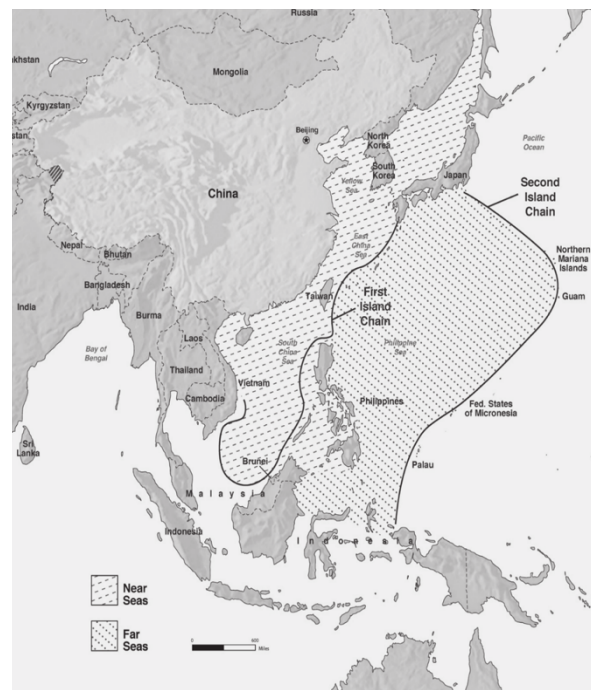 Russia
Mongolia
Kyrgyzstan
Beijing
North
Korea
South
Korea
Japan
Pacific
Ocean
Yellow
Sea
China
Second
Island
Chain
East
China
Sea
Nepal
Bhutan
Bangladesh
India
Burma
Taiwan
First
Island
Chain
Northern
Mariana
Islands
Guam
Laos
Bay of
Bengal
South
China
Sea
Philippine
Sea
Thailand
Vietnam
Cambodia
Philippines
Fed. States
of Micronesia
Sri
Lanka
Brunei
Palau
Malaysia
Indonesia
Indonesia
Near
Seas
Far
Seas
0 600
Miles